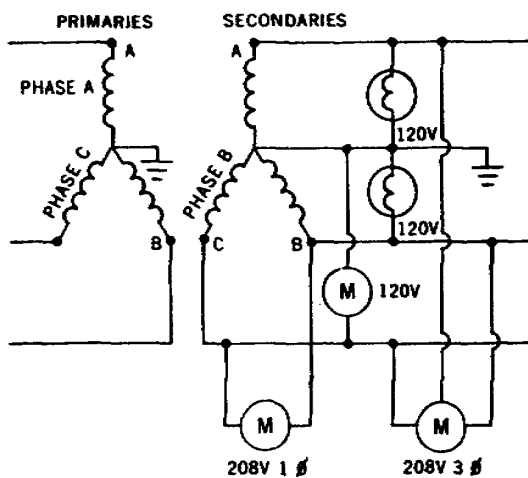 PRIMARIES
SECONDARIES
A
A
PHASE A
PHASE C
PHASE B
120V
120V
B
C
B
M
120V
M
M
208V 1 Ø
208V 3 Ø